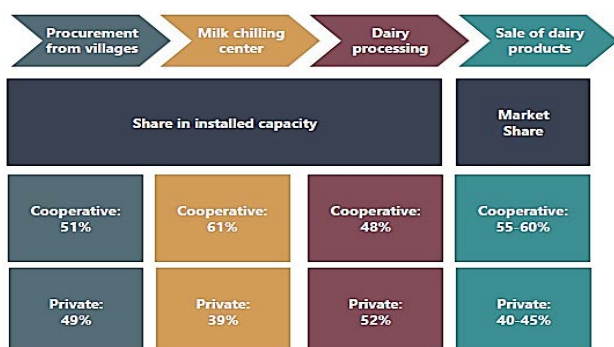 Procurement
from villages
Milk chilling
center
Dairy
processing
Sale of dairy
products
Share in installed capacity
Market
Share
Cooperative:
51%
Cooperative:
61%
Cooperative:
48%
Cooperative:
55-60%
Private:
49%
Private:
39%
Private:
52%
Private:
40-45%